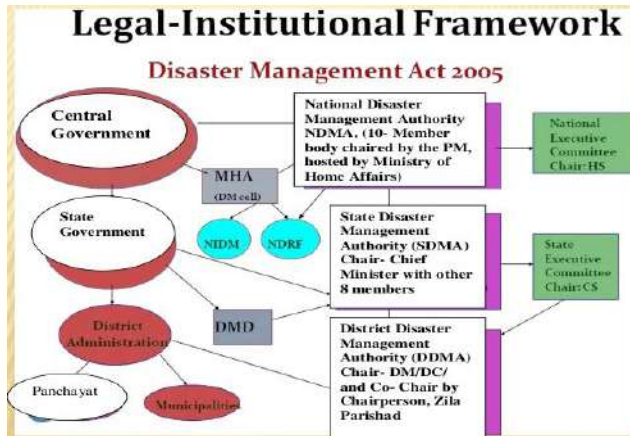 Legal-Institutional Framework
Disaster Management Act 2005
Central
Government
National Disaster
Management Authority
NDMA, (10- Member
body chaired by the PM,
hosted by Ministry of
Home Affairs)
National
Executive
Committee
Chair: HS
MHA
(DM cell)
State
Government
NIDM
NDRF
State Disaster
Management
Authority (SDMA)
Chair- Chief
Minister with other
8 members
State
Executive
Committee
Chair: CS
DMD
District
Administration
District Disaster
Management
Authority (DDMA)
Chair- DM/DC/
and Co- Chair by
Chairperson, Zila
Parishad
Panchayat
Municipalities